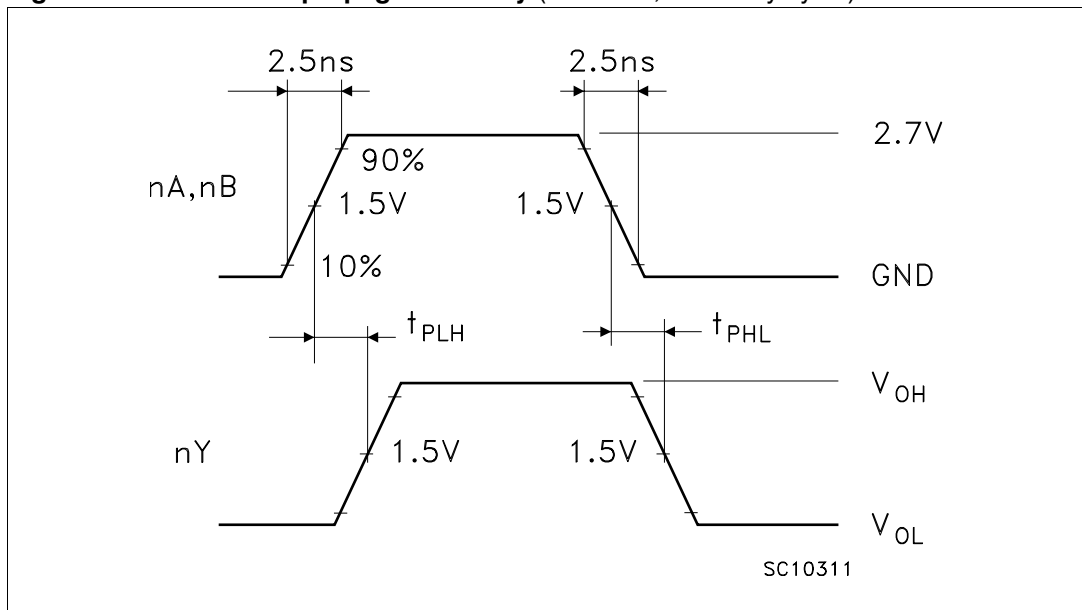 2.5ns 2.5ns
2.7V
90%
nA,nB
1.5V 1.5V
10%
GND
tPLH tPHL
VOH
nY
1.5V 1.5V
VOL
SC10311